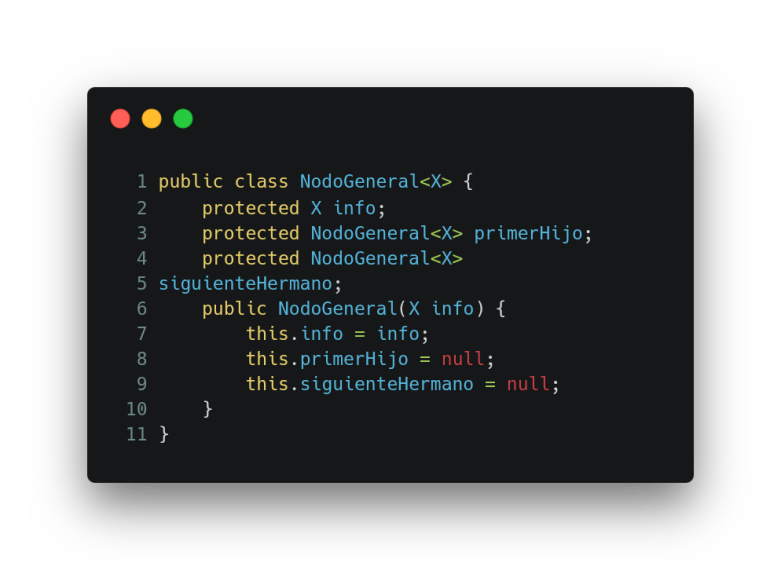 1 public class NodoGeneral<X> {
2     protected X info;
3     protected NodoGeneral<X> primerHijo;
4     protected NodoGeneral<X>
5 siguienteHermano;
6     public NodoGeneral(X info) {
7         this.info = info;
8         this.primerHijo = null;
9         this.siguienteHermano = null;
10     }
11 }